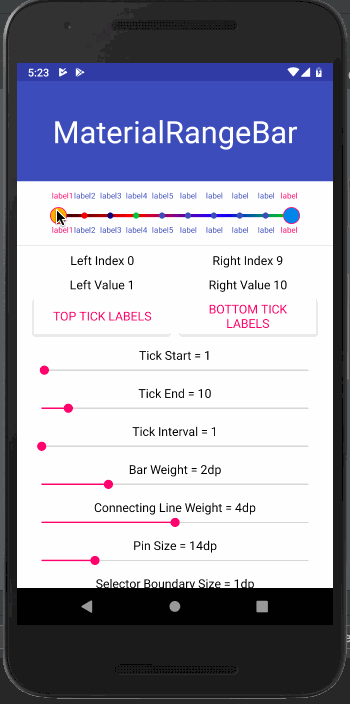 5:23
MaterialRangeBar
label1 label2 label3 label4 label5 label label label label label
label1 label2 label3 label4 label5 label label label label label
Left Index 0 Right Index 9
Left Value 1 Right Value 10
TOP TICK LABELS BOTTOM TICK
LABELS
Tick Start = 1
Tick End = 10
Tick Interval = 1
Bar Weight = 2dp
Connecting Line Weight = 4dp
Pin Size = 14dp
Selector Boundary Size = 1dp